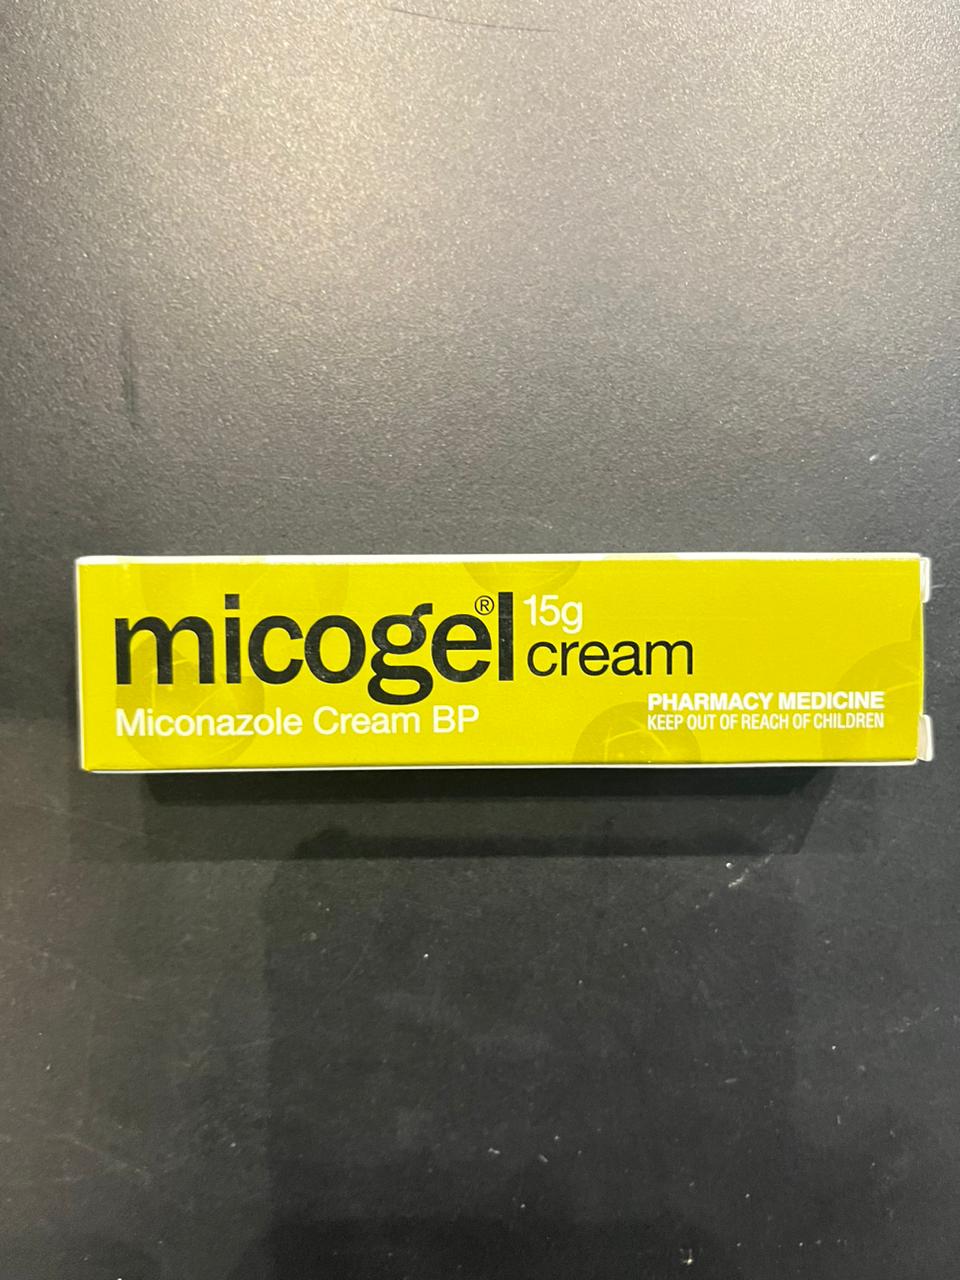 micogel® 15g
cream
Miconazole Cream BP
PHARMACY MEDICINE
KEEP OUT OF REACH OF CHILDREN